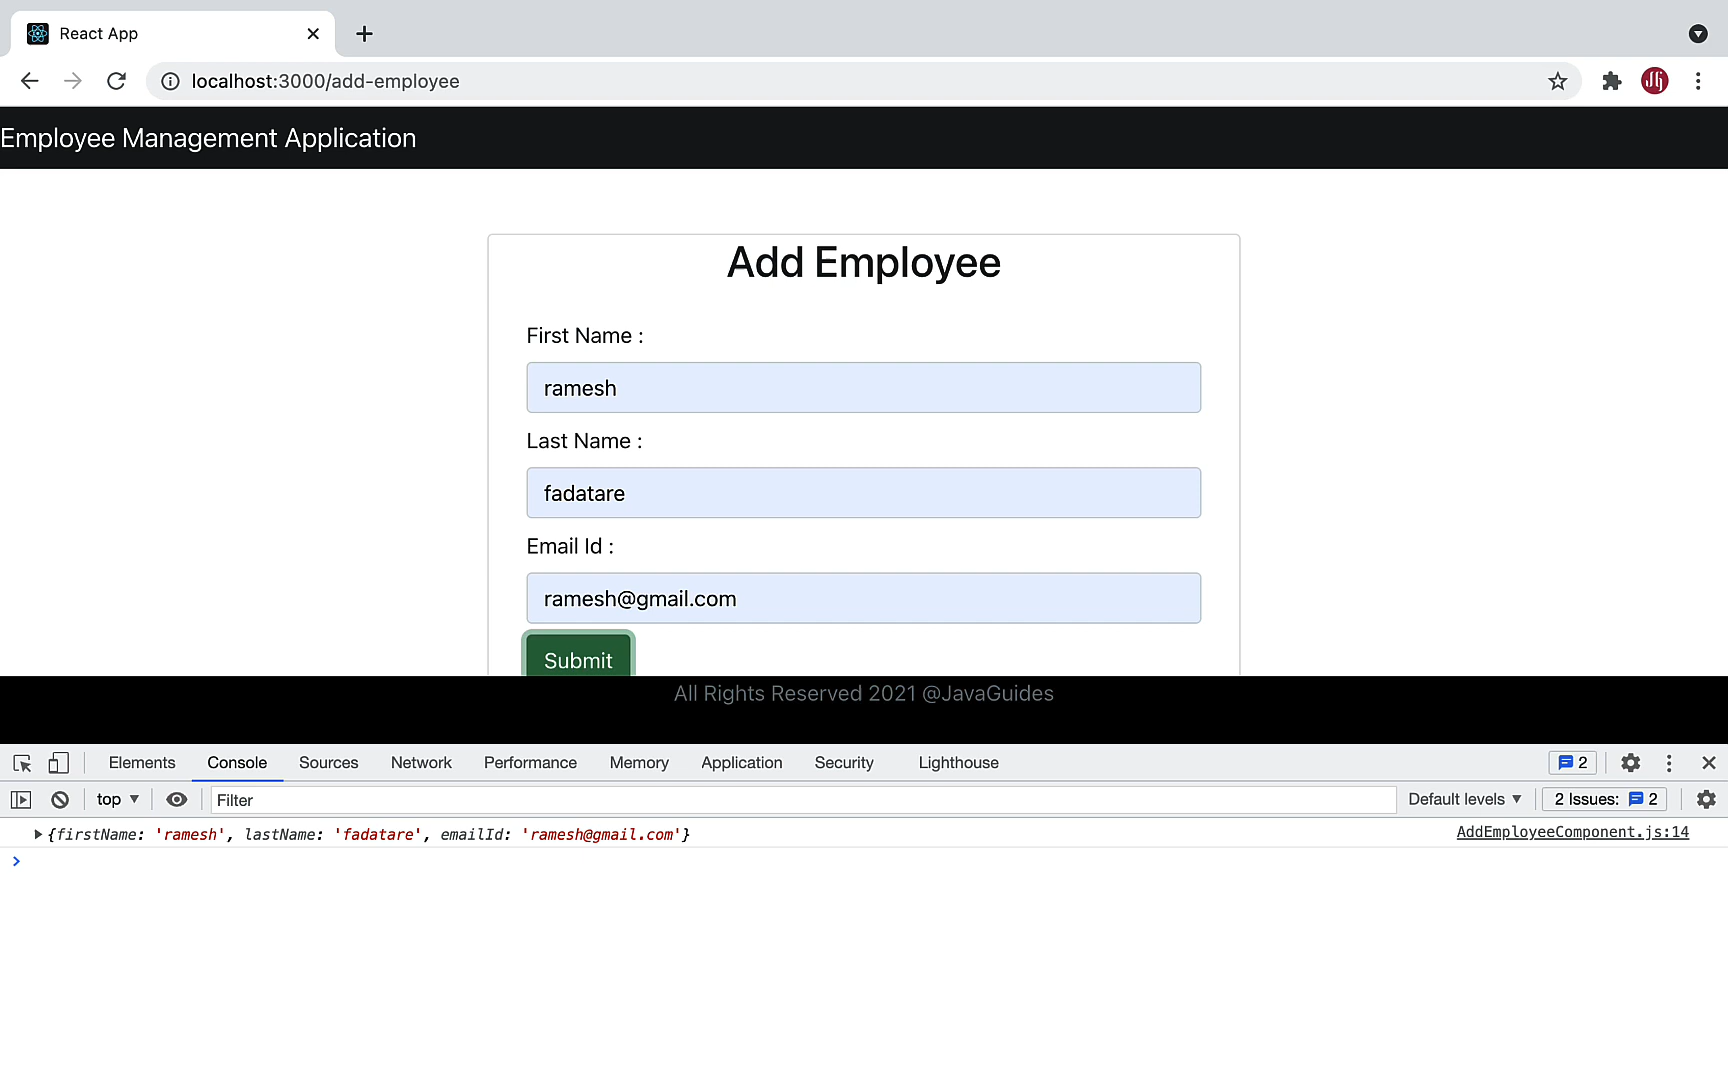 React App
localhost:3000/add-employee
Employee Management Application
Add Employee
First Name :
ramesh
Last Name :
fadatare
Email Id :
ramesh@gmail.com
Submit
All Rights Reserved 2021 @JavaGuides
Elements Console Sources Network Performance Memory Application Security Lighthouse 2
top Filter Default levels 2 Issues: 2
{firstName: 'ramesh', lastName: 'fadatare', emailId: 'ramesh@gmail.com'} AddEmployeeComponent.js:14